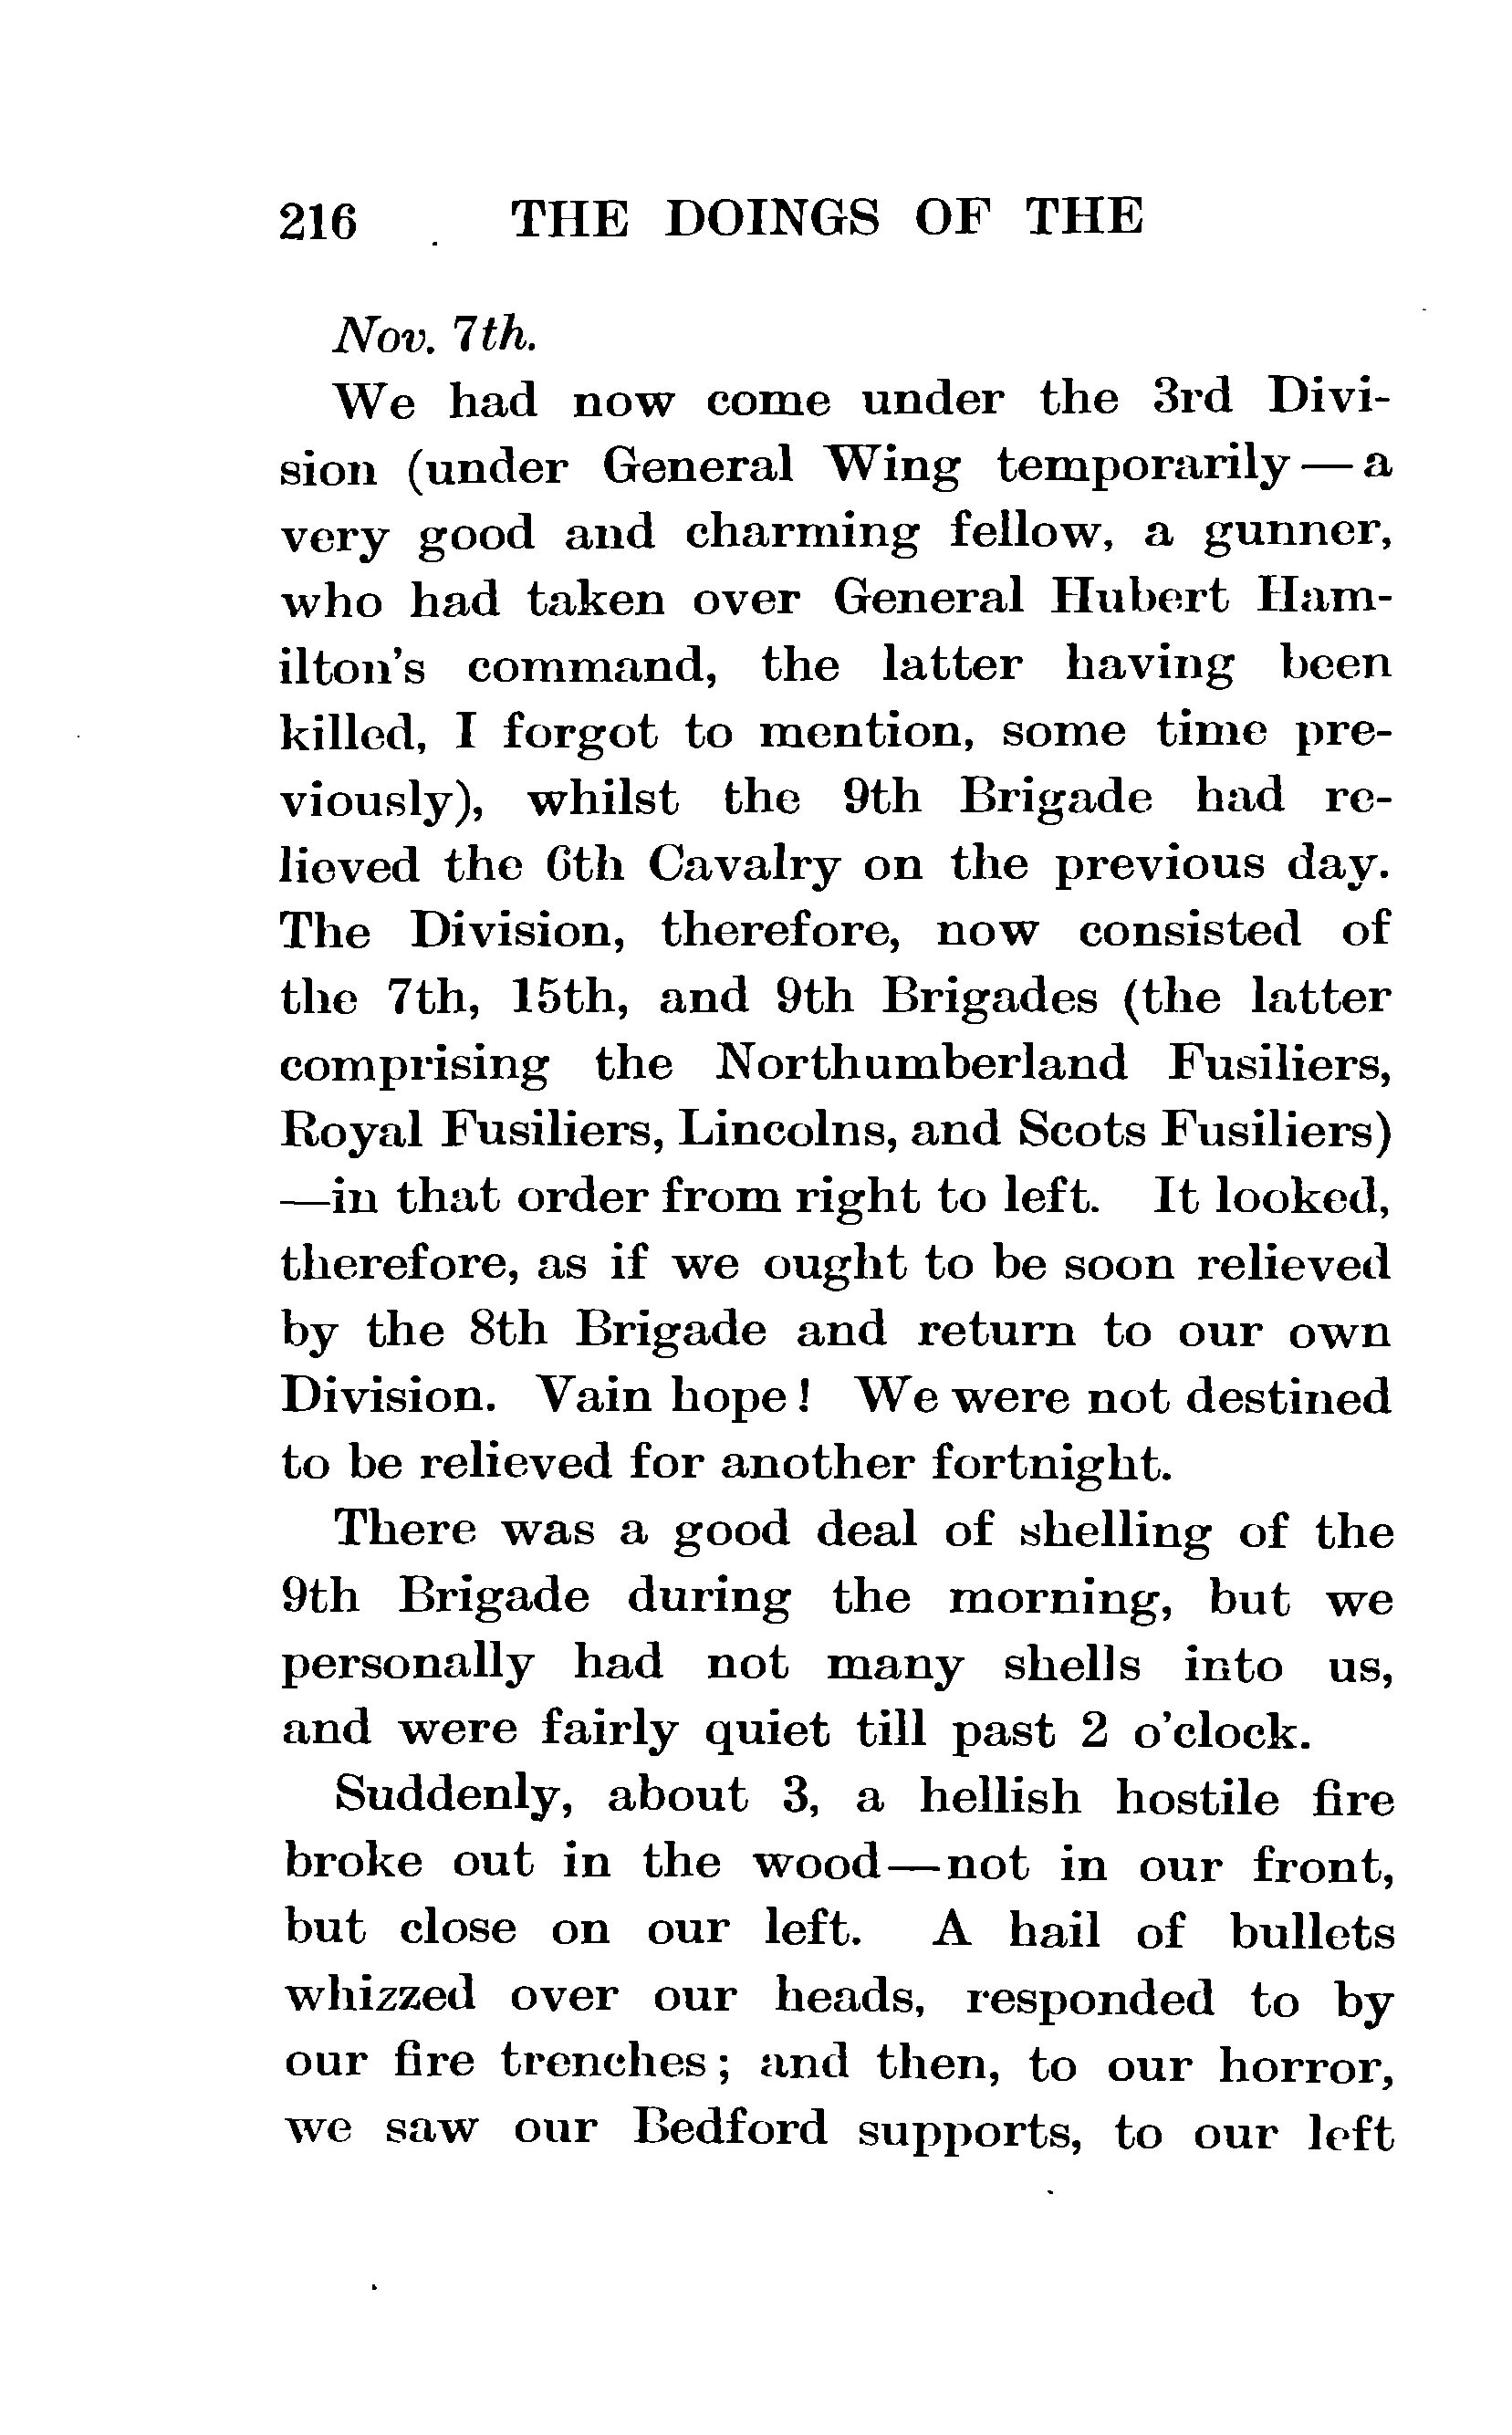 216 THE DOINGS OF THE
Nov. 7th.
We had now come under the 3rd Divi-
sion (under General Wing temporarily—a
very good and charming fellow, a gunner,
who had taken over General Hubert Ham-
ilton's command, the latter having been
killed, I forgot to mention, some time pre-
viously), whilst the 9th Brigade had re-
lieved the 6th Cavalry on the previous day.
The Division, therefore, now consisted of
the 7th, 15th, and 9th Brigades (the latter
comprising the Northumberland Fusiliers,
Royal Fusiliers, Lincolns, and Scots Fusiliers)
—in that order from right to left. It looked,
therefore, as if we ought to be soon relieved
by the 8th Brigade and return to our own
Division. Vain hope! We were not destined
to be relieved for another fortnight.
There was a good deal of shelling of the
9th Brigade during the morning, but we
personally had not many shells into us,
and were fairly quiet till past 2 o'clock.
Suddenly, about 3, a hellish hostile fire
broke out in the wood—not in our front,
but close on our left. A hail of bullets
whizzed over our heads, responded to by
our fire trenches; and then, to our horror,
we saw our Bedford supports, to our left